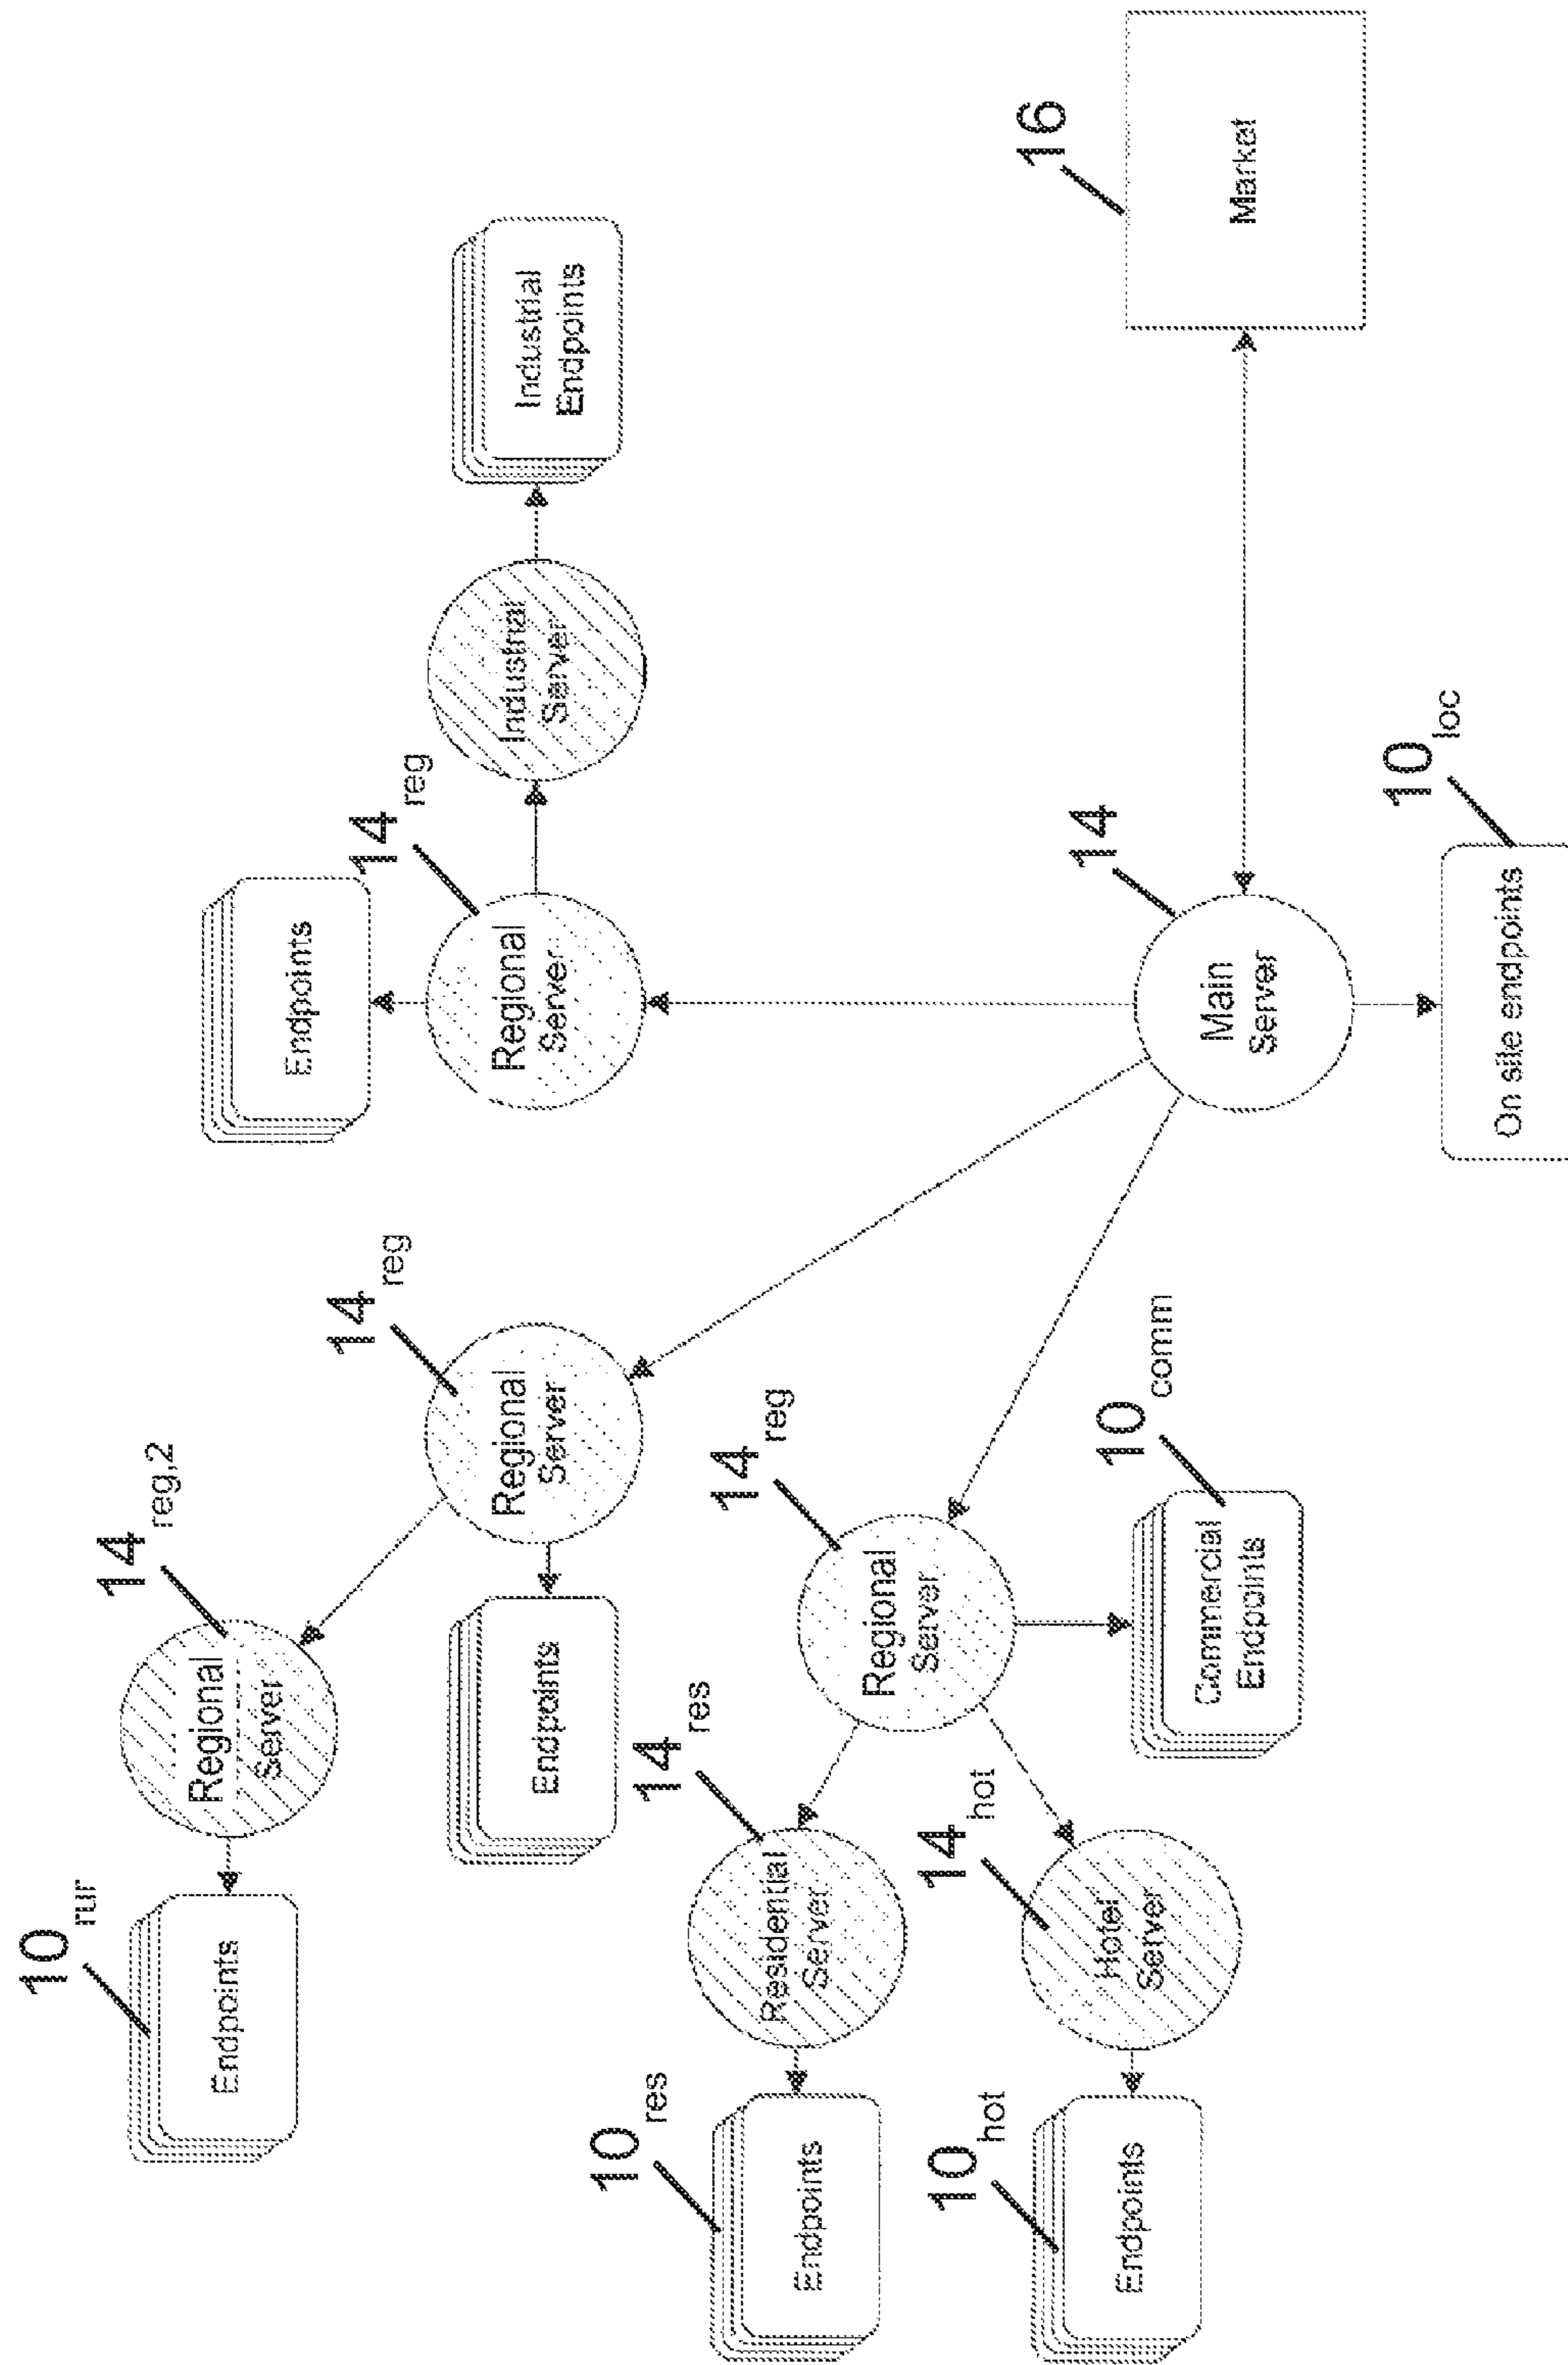 10 rur
14 reg,2
Endpoints
Regional
Server
14 reg
Endpoints
14 reg
Regional
Server
Regional
Server
Industrial
Server
Industrial
Endpoints
Endpoints
10 res
14 res
14 reg
Endpoints
Residential
Server
Regional
Server
10 hot
14 hot
Endpoints
Hotel
Server
10 comm
Commercial
Endpoints
14
Main
Server
16
Market
10 loc
On site endpoints